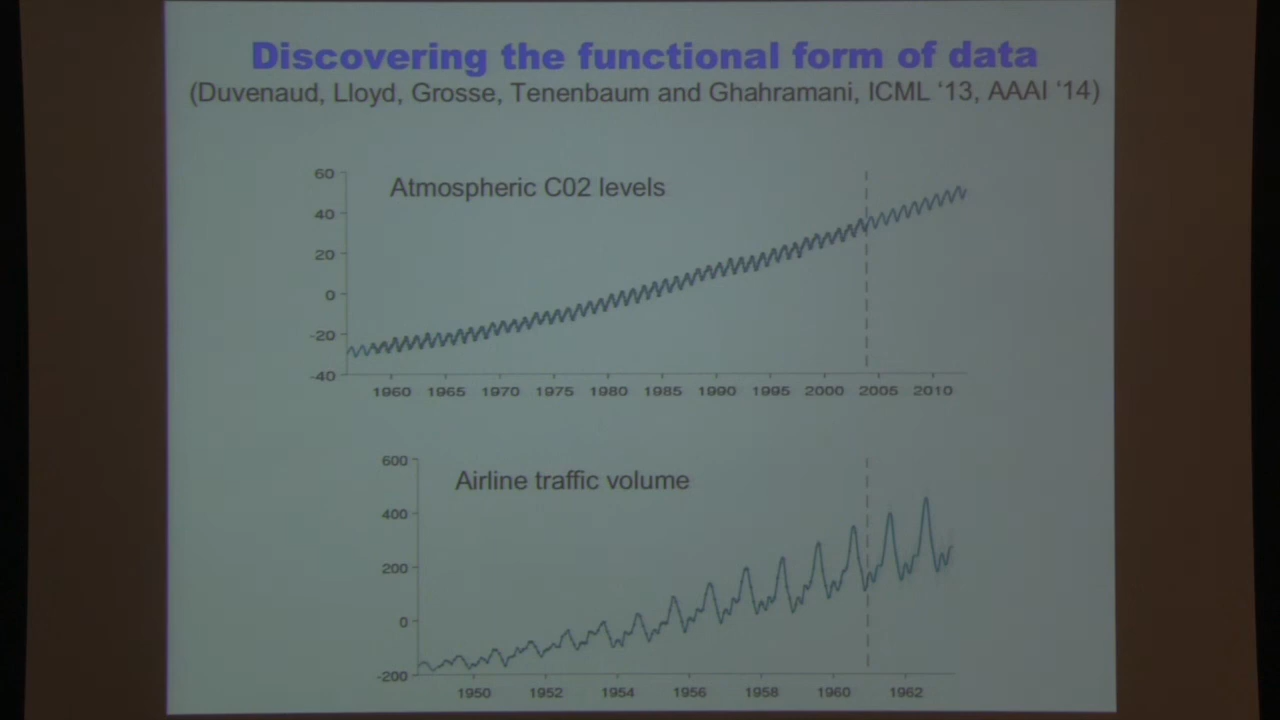 Discovering the functional form of data
(Duvenaud, Lloyd, Grosse, Tenenbaum and Ghahramani, ICML ‘13, AAAI ‘14)
Atmospheric C02 levels
60
40
20
0
-20
-40
1960 1965 1970 1975 1980 1985 1990 1995 2000 2005 2010
Airline traffic volume
600
400
200
0
-200
1950 1952 1954 1956 1958 1960 1962